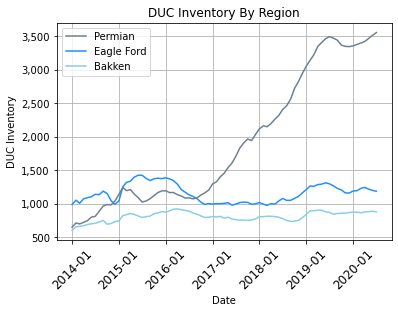 DUC Inventory By Region
Permian
Eagle Ford
Bakken
3,500
3,000
2,500
2,000
1,500
1,000
500
DUC Inventory
2014-01
2015-01
2016-01
2017-01
2018-01
2019-01
2020-01
Date